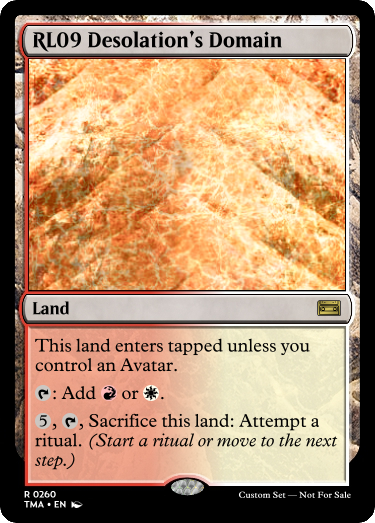 RL09 Desolation's Domain
Land
This land enters tapped unless you
control an Avatar.
: Add or .
5, , Sacrifice this land: Attempt a
ritual. (Start a ritual or move to the next
step.)
R 0260
TMA • EN
Custom Set — Not For Sale